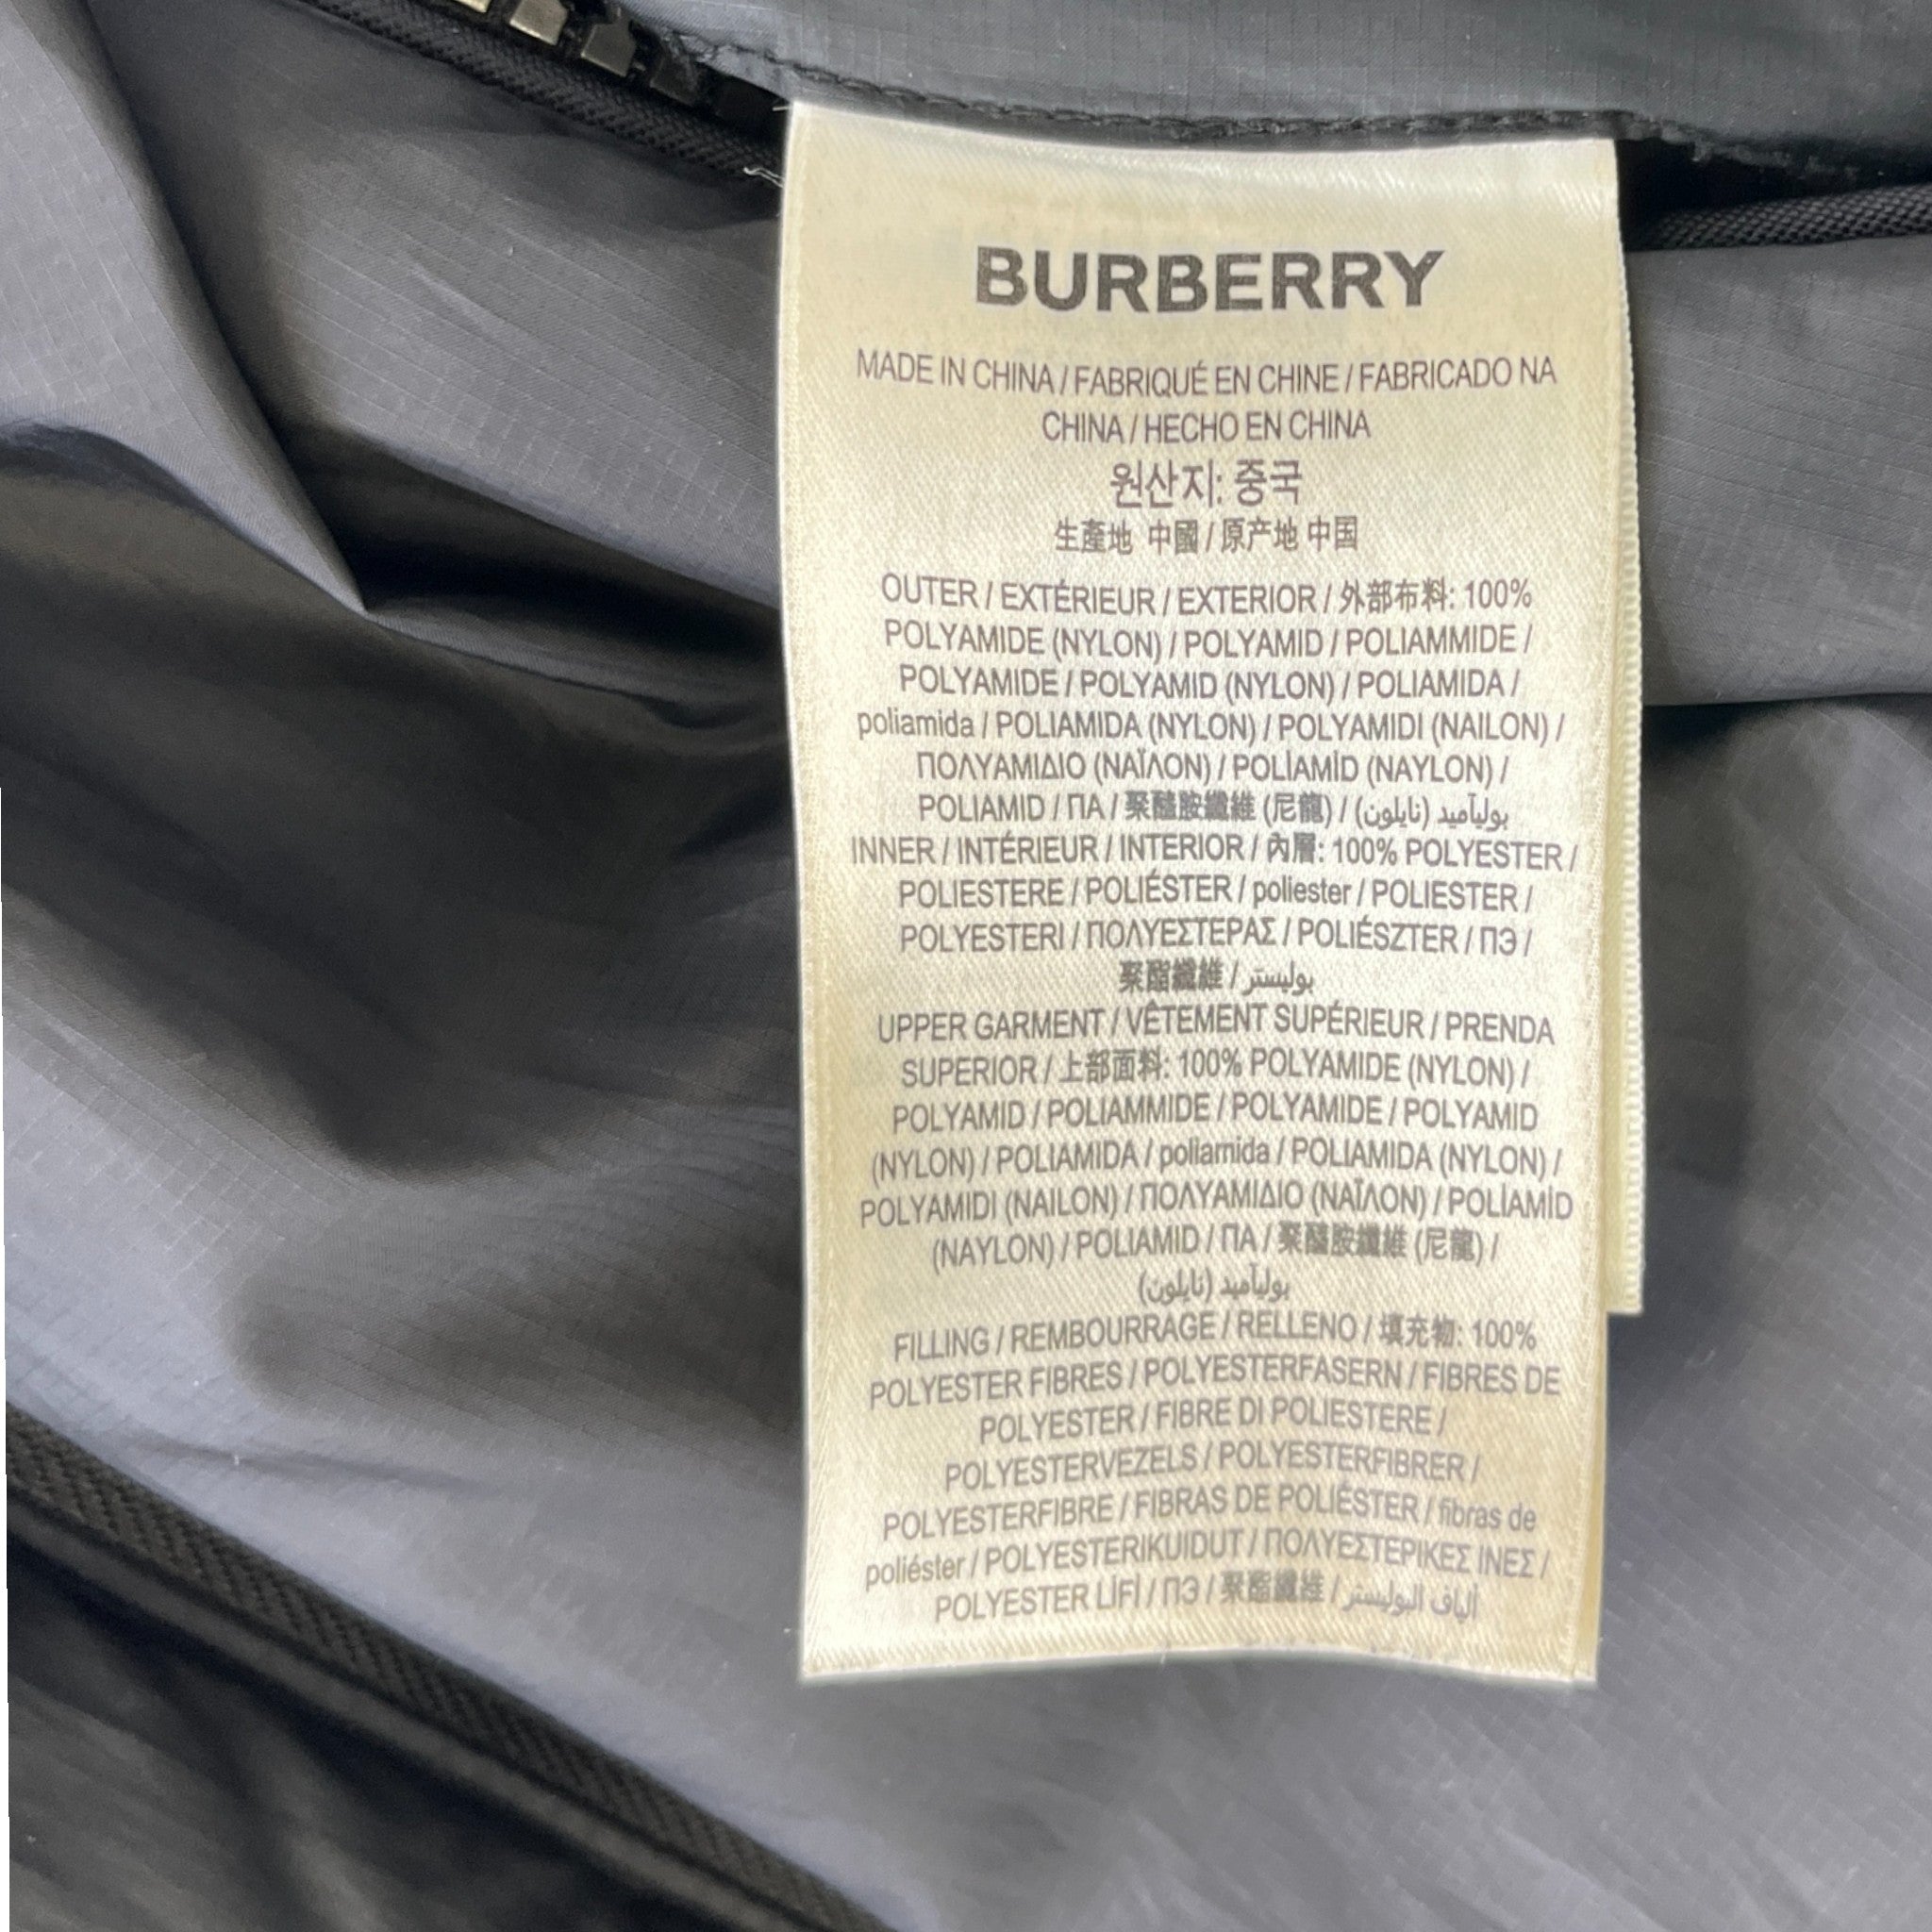 BURBERRY
MADE IN CHINA / FABRIQUÉ EN CHINE / FABRICADO NA
CHINA / HECHO EN CHINA
원산지: 중국
生產地 中國 / 原产地 中国
OUTER / EXTÉRIEUR / EXTERIOR / 外部布料: 100%
POLYAMIDE (NYLON) / POLYAMID / POLIAMMIDE /
POLYAMIDE / POLYAMID (NYLON) / POLIAMIDA /
poliamida / POLIAMIDA (NYLON) / POLYAMIDI (NAILON) /
ΠΟΛΥΑΜΙΔΙΟ (ΝΑΪΛΟΝ) / POLİAMİD (NAYLON) /
POLIAMID / ПА / 聚醯胺纖維 (尼龍) / بوليآميد (نايلون)
INNER / INTÉRIEUR / INTERIOR / 內層: 100% POLYESTER /
POLIESTERE / POLIÉSTER / poliester / POLIESTER /
POLYESTERI / ΠΟΛΥΕΣΤΕΡΑΣ / POLIÉSZTER / ПЭ /
聚酯纖維 / بوليستر
UPPER GARMENT / VÊTEMENT SUPÉRIEUR / PRENDA
SUPERIOR / 上部面料: 100% POLYAMIDE (NYLON) /
POLYAMID / POLIAMMIDE / POLYAMIDE / POLYAMID
(NYLON) / POLIAMIDA / poliamida / POLIAMIDA (NYLON) /
POLYAMIDI (NAILON) / ΠΟΛΥΑΜΙΔΙΟ (ΝΑΪΛΟΝ) / POLİAMİD
(NAYLON) / POLIAMID / ПА / 聚醯胺纖維 (尼龍) /
بوليآميد (نايلون)
FILLING / REMBOURRAGE / RELLENO / 填充物: 100%
POLYESTER FIBRES / POLYESTERFASERN / FIBRES DE
POLYESTER / FIBRE DI POLIESTERE /
POLYESTERVEZELS / POLYESTERFIBRER /
POLYESTERFIBRE / FIBRAS DE POLIÉSTER / fibras de
poliéster / POLYESTERIKUIDUT / ΠΟΛΥΕΣΤΕΡΙΚΕΣ ΙΝΕΣ /
POLYESTER LİFİ / ПЭ / 聚酯纖維 / ألياف البوليستر